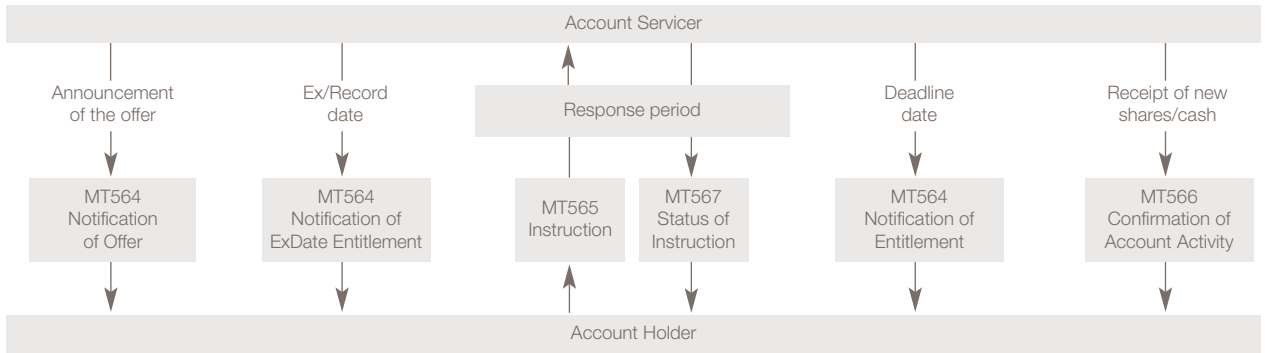 Account Servicer
Announcement
of the offer
Ex/Record
date
Response period
Deadline
date
Receipt of new
shares/cash
MT564
Notification
of Offer
MT564
Notification of
ExDate Entitlement
MT565
Instruction
MT567
Status of
Instruction
MT564
Notification of
Entitlement
MT566
Confirmation of
Account Activity
Account Holder